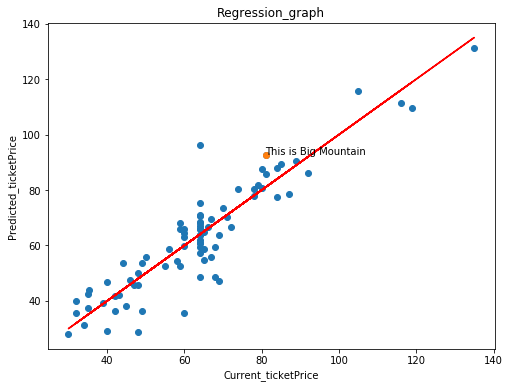 Regression_graph
Predicted_ticketPrice
140
120
100
80
60
40
This is Big Mountain
40 60 80 100 120 140
Current_ticketPrice